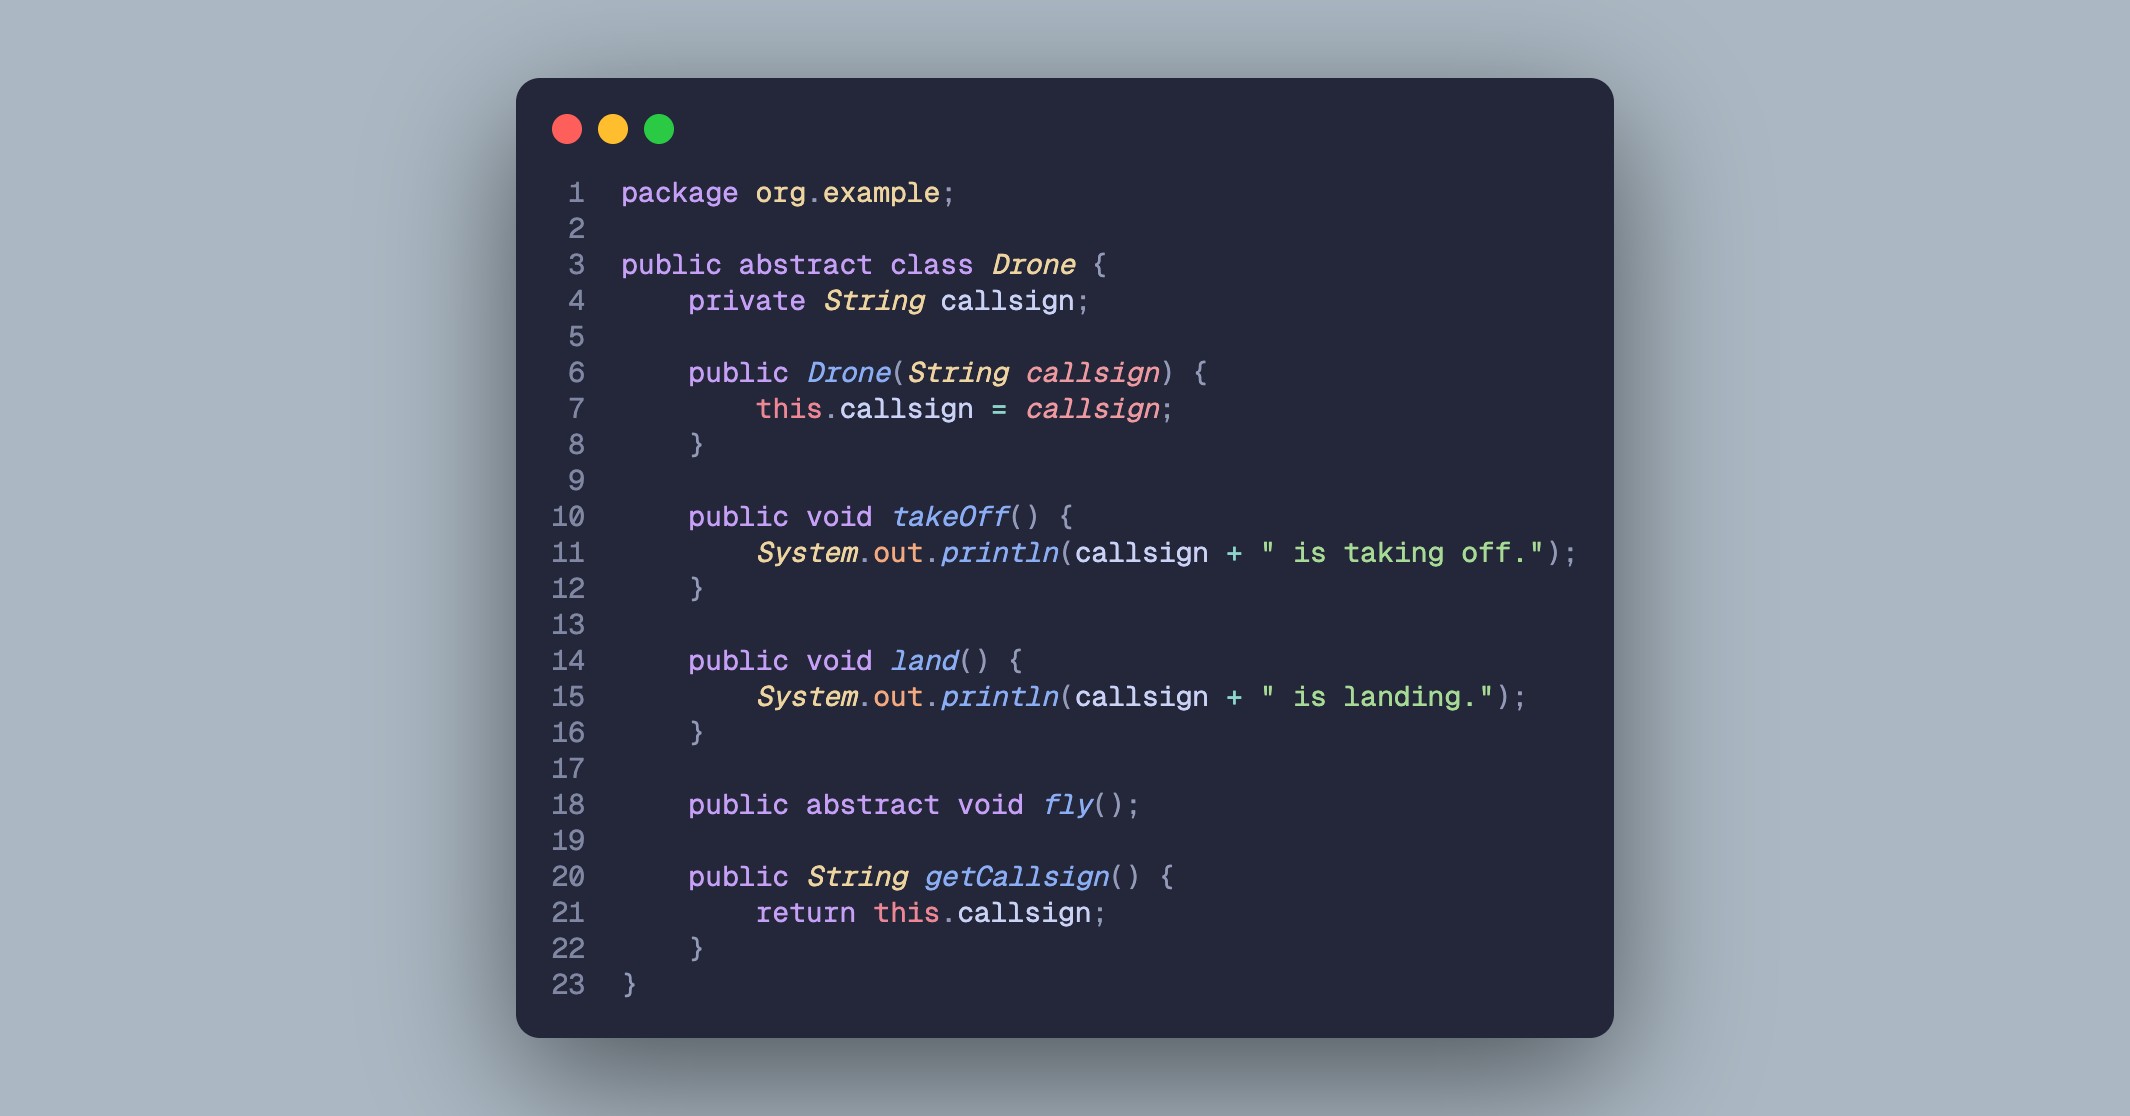 1 package org.example;
2
3 public abstract class Drone {
4     private String callsign;
5
6     public Drone(String callsign) {
7         this.callsign = callsign;
8     }
9
10     public void takeOff() {
11         System.out.println(callsign + " is taking off.");
12     }
13
14     public void land() {
15         System.out.println(callsign + " is landing.");
16     }
17
18     public abstract void fly();
19
20     public String getCallsign() {
21         return this.callsign;
22     }
23 }